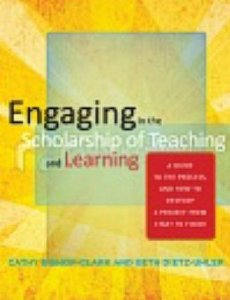 Engaging in the
Scholarship of Teaching
and Learning
A GUIDE
TO THE PROCESS,
AND HOW TO
DEVELOP
A PROJECT FROM
START TO FINISH
CATHY BISHOP-CLARK AND BETH DIETZ-UHLER